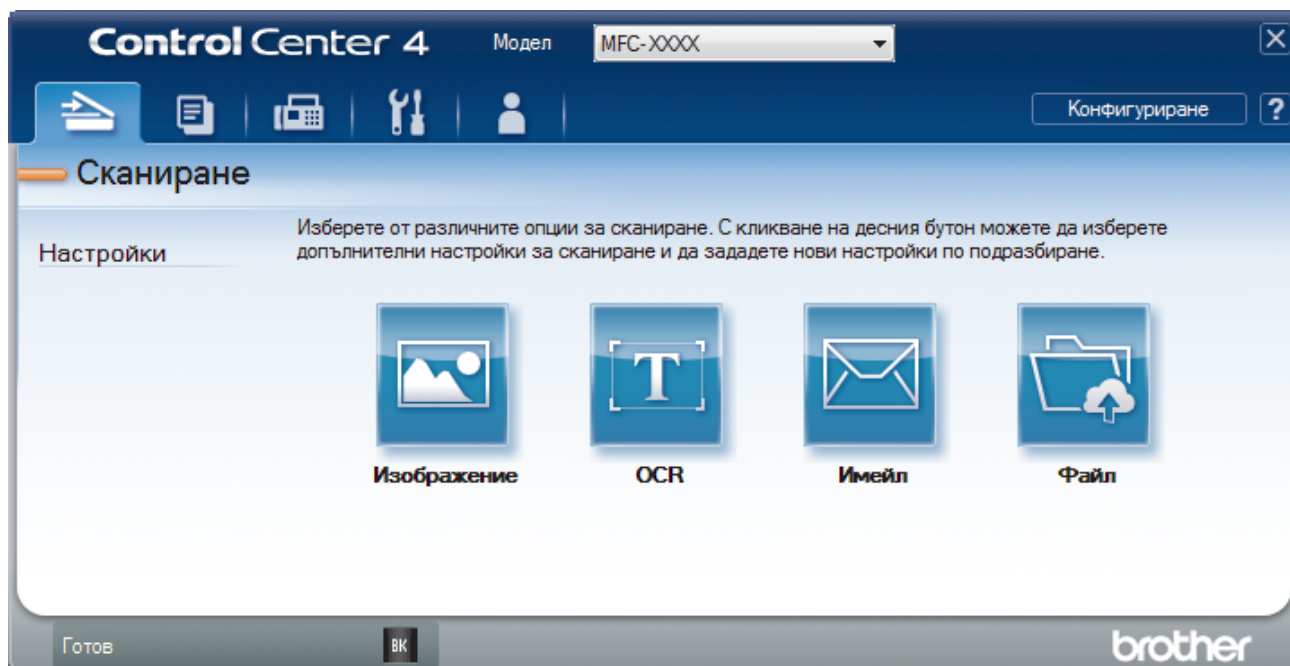 ControlCenter 4
Модел
MFC-XXXX
Конфигуриране
?
Сканиране
Настройки
Изберете от различните опции за сканиране. С кликване на десния бутон можете да изберете
допълнителни настройки за сканиране и да зададете нови настройки по подразбиране.
T
Изображение
OCR
Имейл
Файл
Готов
BK
brother